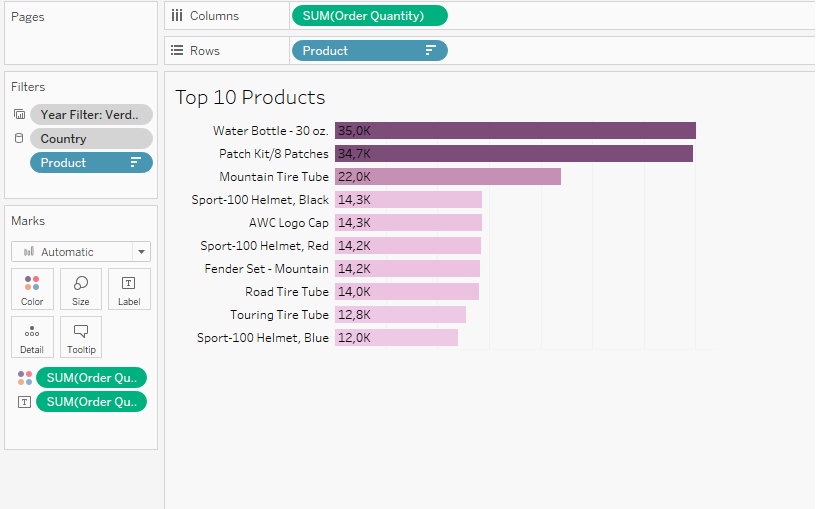 Pages
Columns
SUM(Order Quantity)
Rows
Product
Filters
Year Filter: Verd..
Country
Product
Marks
Automatic
Color
Size
Label
Detail
Tooltip
SUM(Order Qu..
SUM(Order Qu..
Top 10 Products
Water Bottle - 30 oz. 35,0K
Patch Kit/8 Patches 34,7K
Mountain Tire Tube 22,0K
Sport-100 Helmet, Black 14,3K
AWC Logo Cap 14,3K
Sport-100 Helmet, Red 14,2K
Fender Set - Mountain 14,2K
Road Tire Tube 14,0K
Touring Tire Tube 12,8K
Sport-100 Helmet, Blue 12,0K